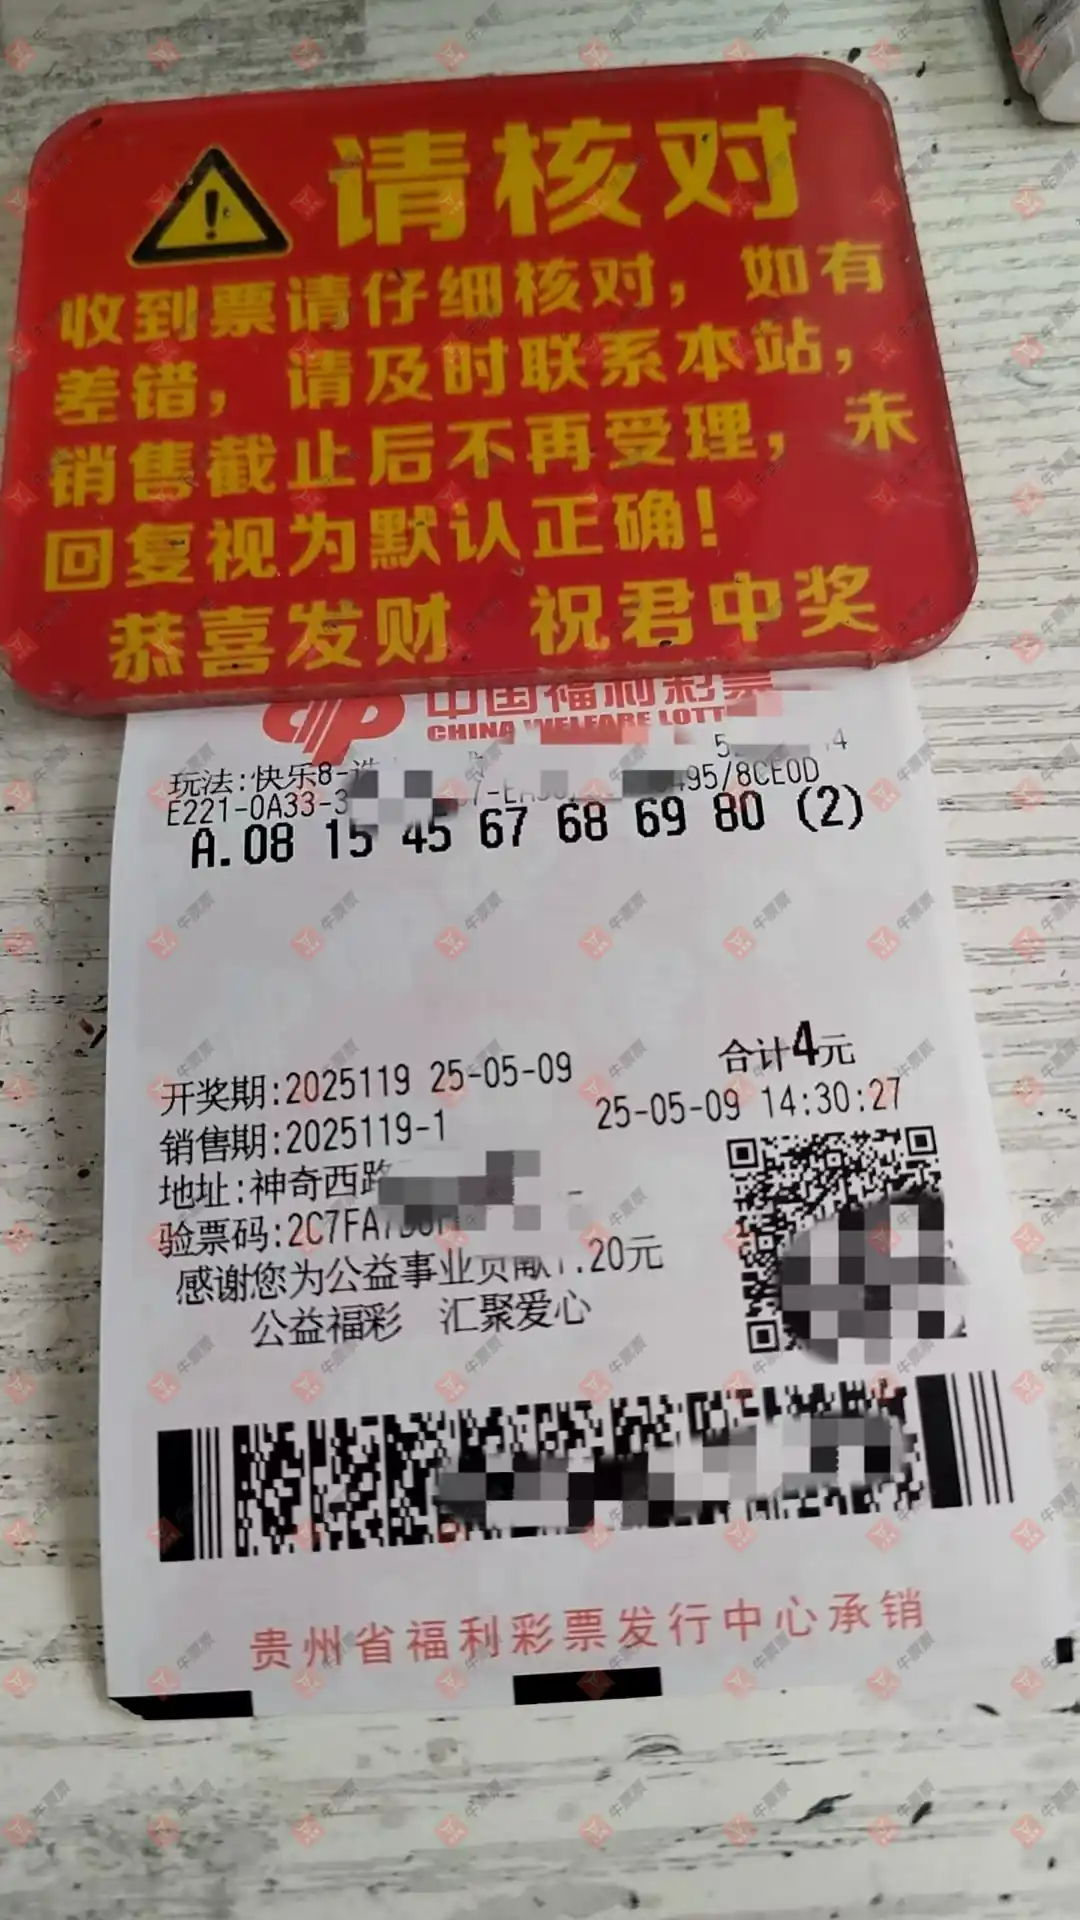 请核对
收到票请仔细核对，如有
差错，请及时联系本站，
销售截止后不再受理，未
回复视为默认正确！
恭喜发财 祝君中奖
中国福利彩票
CHINA WELFARE LOTT
玩法:快乐8-选
E221-0A33-3 495/8CE0D
A.08 15 45 67 68 69 80 (2)
合计4元
开奖期:2025119 25-05-09
25-05-09 14:30:27
销售期:2025119-1
地址:神奇西路
验票码:2C7FA
感谢您为公益事业贡献1.20元
公益福彩 汇聚爱心
贵州省福利彩票发行中心承销
牛票票